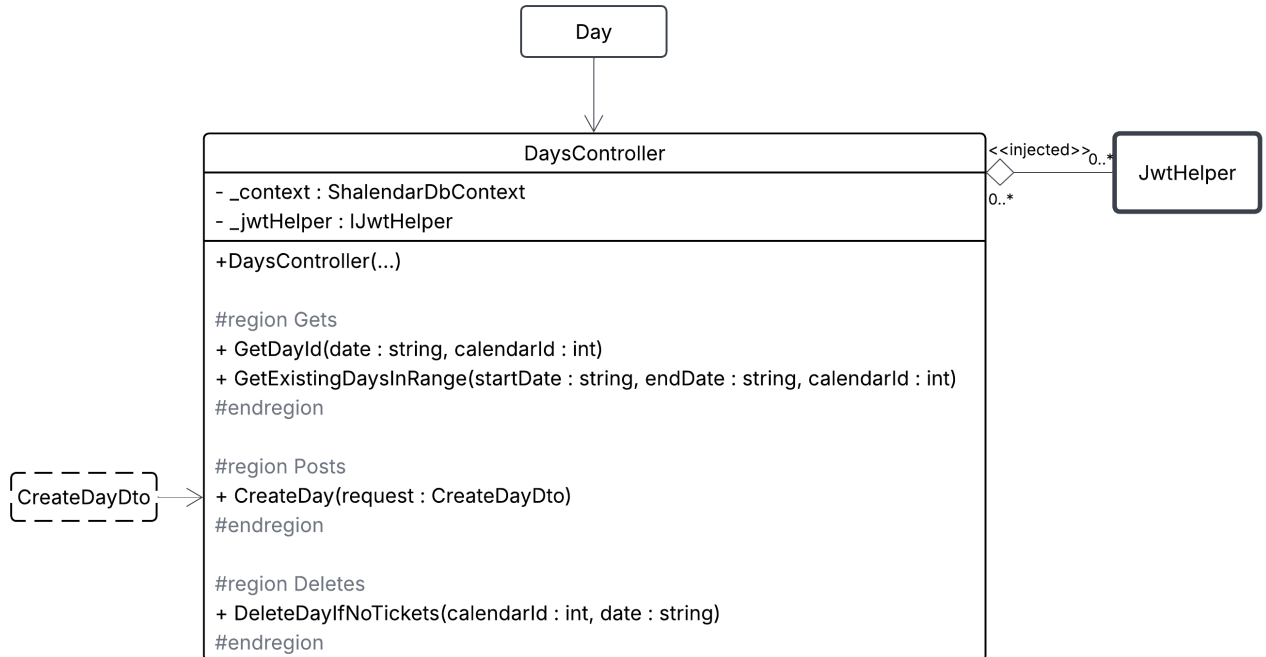 Day
DaysController
<<injected>>
0..*
0..*
JwtHelper
- _context : ShalendarDbContext
- _jwtHelper : IJwtHelper
+DaysController(...)
#region Gets
+ GetDayId(date : string, calendarId : int)
+ GetExistingDaysInRange(startDate : string, endDate : string, calendarId : int)
#endregion
#region Posts
CreateDayDto
+ CreateDay(request : CreateDayDto)
#endregion
#region Deletes
+ DeleteDayIfNoTickets(calendarId : int, date : string)
#endregion